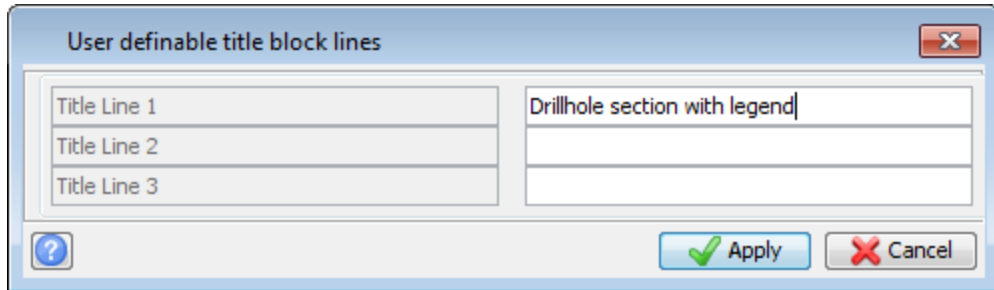 User definable title block lines
Title Line 1 Drillhole section with legend
Title Line 2
Title Line 3
Apply Cancel